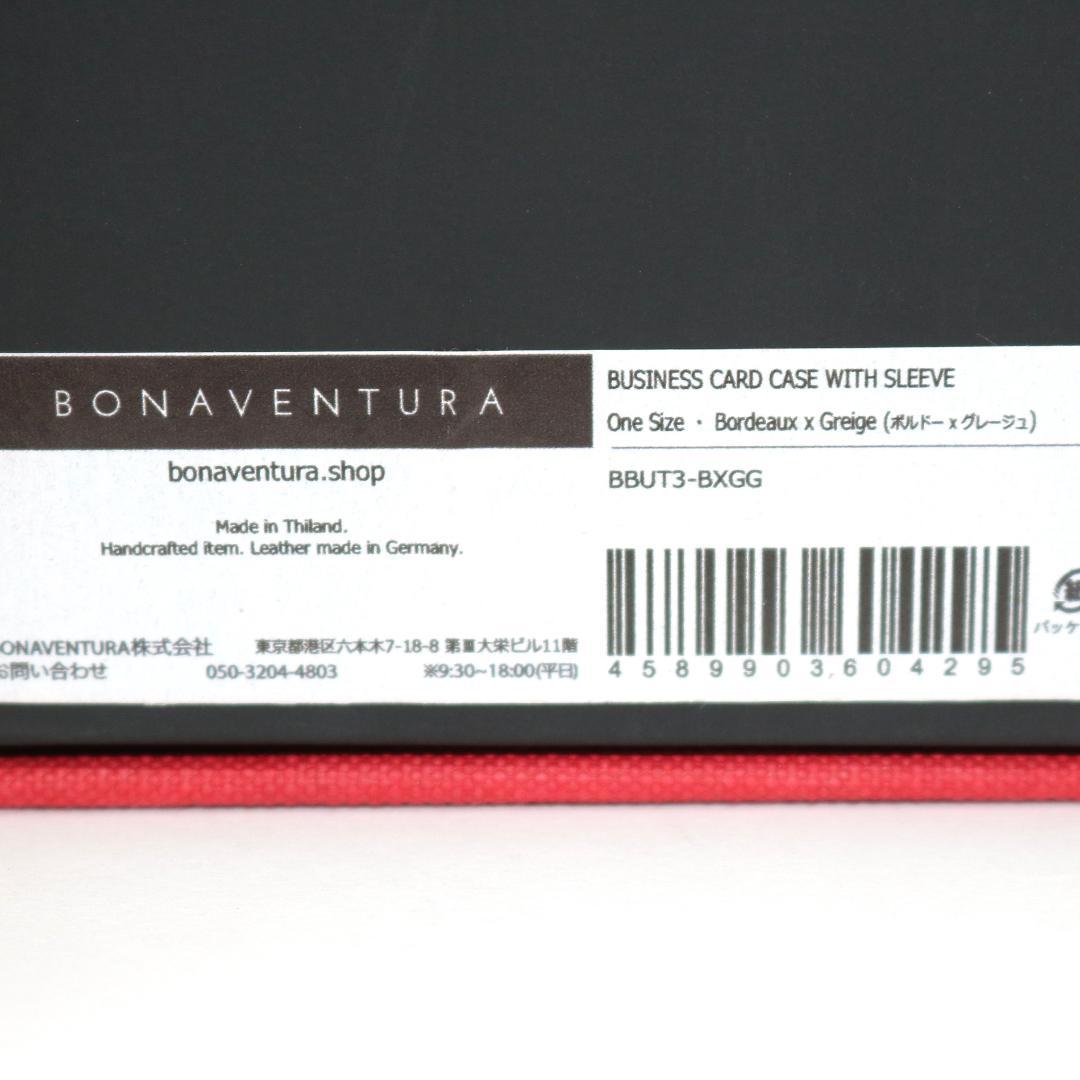 BONAVENTURA
bonaventura.shop
Made in Thiland.
Handcrafted item. Leather made in Germany.
ONAVENTURA株式会社 東京都港区六本木7-18-8 第Ⅲ大栄ビル11階
お問い合わせ 050-3204-4803 ※9:30~18:00(平日)
BUSINESS CARD CASE WITH SLEEVE
One Size ・ Bordeaux x Greige (ボルドー x グレージュ)
BBUT3-BXGG
4589903604295
パッケ